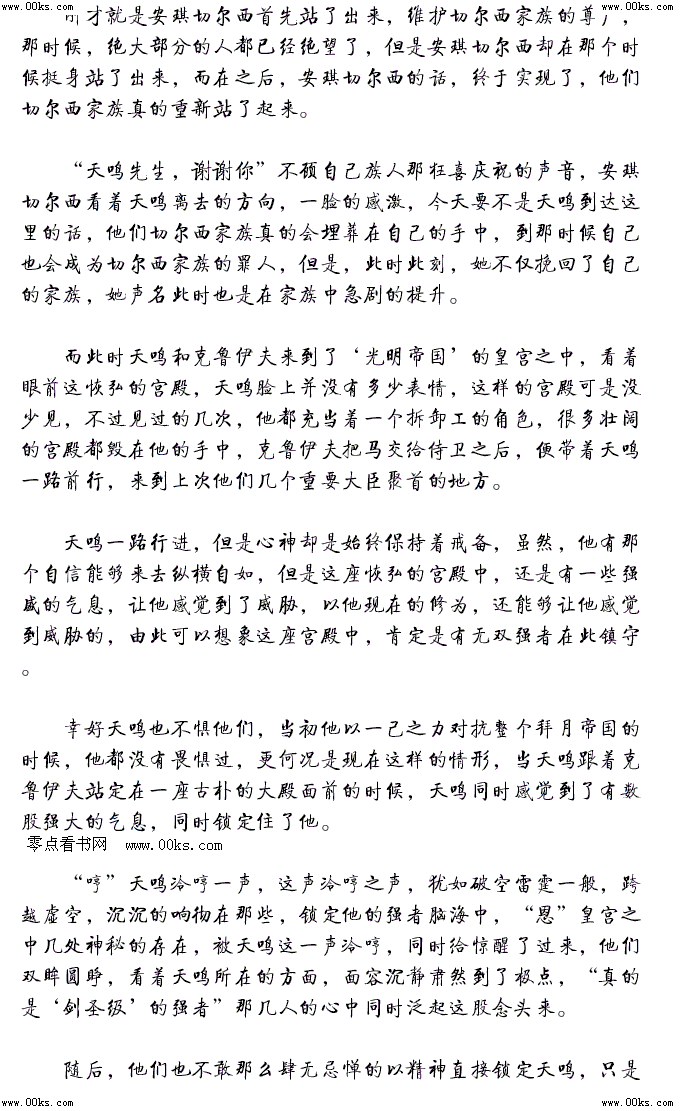 www.00ks.com www.00ks.com
才就是安琪切尔西首先站了出来，维护切尔西家族的尊
那时候，绝大部分的人都已经绝望了，但是安琪切尔西却在那个时
候挺身站了出来，而在之后，安琪切尔西的话，终于实现了，他们
切尔西家族真的重新站了起来。
“天鸣先生，谢谢你”不顾自己族人那狂喜庆祝的声音，安琪
切尔西看着天鸣离去的方向，一脸的感激，今天要不是天鸣到达这
里的话，他们切尔西家族真的会埋葬在自己的手中，到那时候自己
也会成为切尔西家族的罪人，但是，此时此刻，她不仅挽回了自己
的家族，她声名此时也是在家族中急剧的提升。
而此时天鸣和克鲁伊夫来到了‘光明帝国’的皇宫之中，看着
眼前这恢弘的宫殿，天鸣脸上并没有多少表情，这样的宫殿可是没
少见，不过见过的几次，他都充当着一个拆卸工的角色，很多壮阔
的宫殿都毁在他的手中，克鲁伊夫把马交给侍卫之后，便带着天鸣
一路前行，来到上次他们几个重要大臣聚首的地方。
天鸣一路行进，但是心神却是始终保持着戒备，虽然，他有那
个自信能够来去纵横自如，但是这座恢弘的宫殿中，还是有一些强
盛的气息，让他感觉到了威胁，以他现在的修为，还能够让他感觉
到威胁的，由此可以想象这座宫殿中，肯定是有无双强者在此镇守
。
幸好天鸣也不惧他们，当初他以一己之力对抗整个拜月帝国的
时候，他都没有畏惧过，更何况是现在这样的情形，当天鸣跟着克
鲁伊夫站定在一座古朴的大殿面前的时候，天鸣同时感觉到了有数
股强大的气息，同时锁定住了他。
零点看书网 www.00ks.com
“哼”天鸣冷哼一声，这声冷哼之声，犹如破空雷霆一般，跨
越虚空，沉沉的响彻在那些，锁定他的强者脑海中，“恩”皇宫之
中几处神秘的存在，被天鸣这一声冷哼，同时给惊醒了过来，他们
双眸圆睁，看着天鸣所在的方面，面容沉静肃然到了极点，“真的
是‘剑圣级’的强者”那几人的心中同时泛起这股念头来。
随后，他们也不敢那么肆无忌惮的以精神直接锁定天鸣，只是
www.00ks.com www.00ks.com